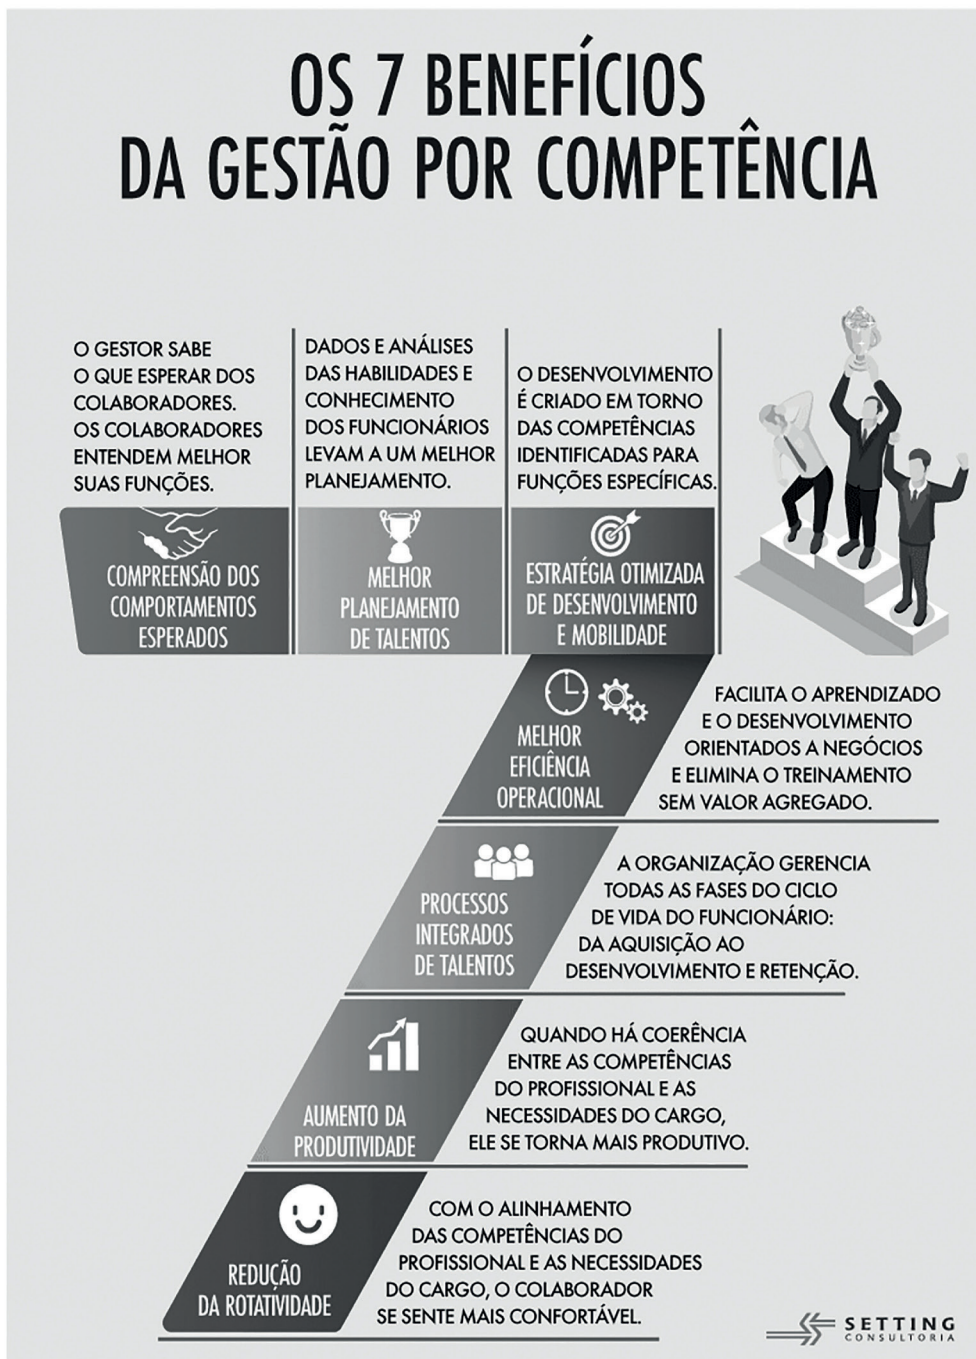 OS 7 BENEFÍCIOS
DA GESTÃO POR COMPETÊNCIA
O GESTOR SABE
O QUE ESPERAR DOS
COLABORADORES.
OS COLABORADORES
ENTENDEM MELHOR
SUAS FUNÇÕES.
COMPREENSÃO DOS
COMPORTAMENTOS
ESPERADOS
DADOS E ANÁLISES
DAS HABILIDADES E
CONHECIMENTO
DOS FUNCIONÁRIOS
LEVAM A UM MELHOR
PLANEJAMENTO.
MELHOR
PLANEJAMENTO
DE TALENTOS
O DESENVOLVIMENTO
É CRIADO EM TORNO
DAS COMPETÊNCIAS
IDENTIFICADAS PARA
FUNÇÕES ESPECÍFICAS.
ESTRATÉGIA OTIMIZADA
DE DESENVOLVIMENTO
E MOBILIDADE
MELHOR
EFICIÊNCIA
OPERACIONAL
FACILITA O APRENDIZADO
E O DESENVOLVIMENTO
ORIENTADOS A NEGÓCIOS
E ELIMINA O TREINAMENTO
SEM VALOR AGREGADO.
PROCESSOS
INTEGRADOS
DE TALENTOS
A ORGANIZAÇÃO GERENCIA
TODAS AS FASES DO CICLO
DE VIDA DO FUNCIONÁRIO:
DA AQUISIÇÃO AO
DESENVOLVIMENTO E RETENÇÃO.
AUMENTO DA
PRODUTIVIDADE
QUANDO HÁ COERÊNCIA
ENTRE AS COMPETÊNCIAS
DO PROFISSIONAL E AS
NECESSIDADES DO CARGO,
ELE SE TORNA MAIS PRODUTIVO.
REDUÇÃO
DA ROTATIVIDADE
COM O ALINHAMENTO
DAS COMPETÊNCIAS DO
PROFISSIONAL E AS NECESSIDADES
DO CARGO, O COLABORADOR
SE SENTE MAIS CONFORTÁVEL.
SETTING
CONSULTORIA